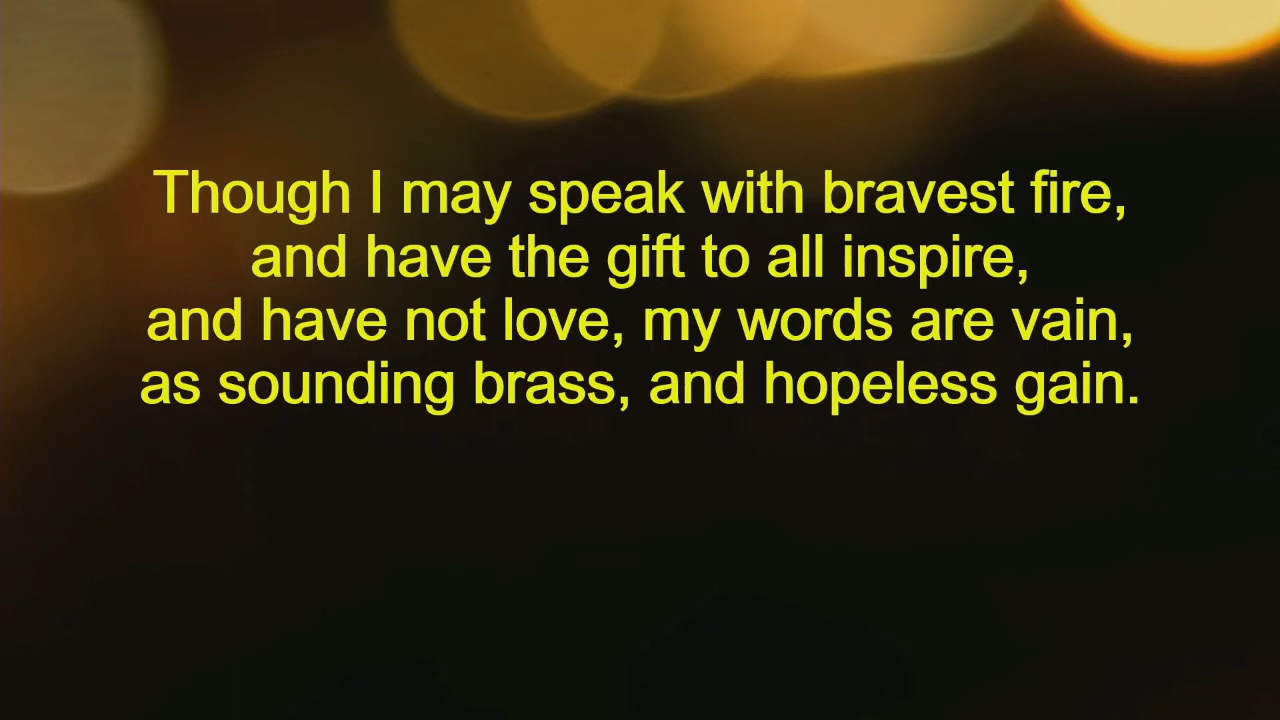 Though I may speak with bravest fire,
and have the gift to all inspire,
and have not love, my words are vain,
as sounding brass, and hopeless gain.